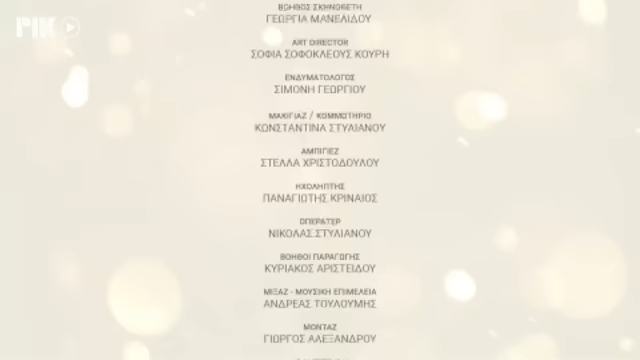 ΡΙΚ
ΒΟΗΘΟΣ ΣΚΗΝΟΘΕΤΗ
ΓΕΩΡΓΙΑ ΜΑΝΕΛΙΔΟΥ
ART DIRECTOR
ΣΟΦΙΑ ΣΟΦΟΚΛΕΟΥΣ ΚΟΥΡΗ
ΕΝΔΥΜΑΤΟΛΟΓΟΣ
ΣΙΜΟΝΗ ΓΕΩΡΓΙΟΥ
ΜΑΚΙΓΙΑΖ / ΚΟΜΜΩΤΗΡΙΟ
ΚΩΝΣΤΑΝΤΙΝΑ ΣΤΥΛΙΑΝΟΥ
ΑΜΠΙΓΙΕΖ
ΣΤΕΛΛΑ ΧΡΙΣΤΟΔΟΥΛΟΥ
ΗΧΟΛΗΠΤΗΣ
ΠΑΝΑΓΙΩΤΗΣ ΚΡΙΝΑΙΟΣ
ΟΠΕΡΑΤΕΡ
ΝΙΚΟΛΑΣ ΣΤΥΛΙΑΝΟΥ
ΒΟΗΘΟΙ ΠΑΡΑΓΩΓΗΣ
ΚΥΡΙΑΚΟΣ ΑΡΙΣΤΕΙΔΟΥ
ΜΙΞΑΖ - ΜΟΥΣΙΚΗ ΕΠΙΜΕΛΕΙΑ
ΑΝΔΡΕΑΣ ΤΟΥΛΟΥΜΗΣ
ΜΟΝΤΑΖ
ΓΙΩΡΓΟΣ ΑΛΕΞΑΝΔΡΟΥ